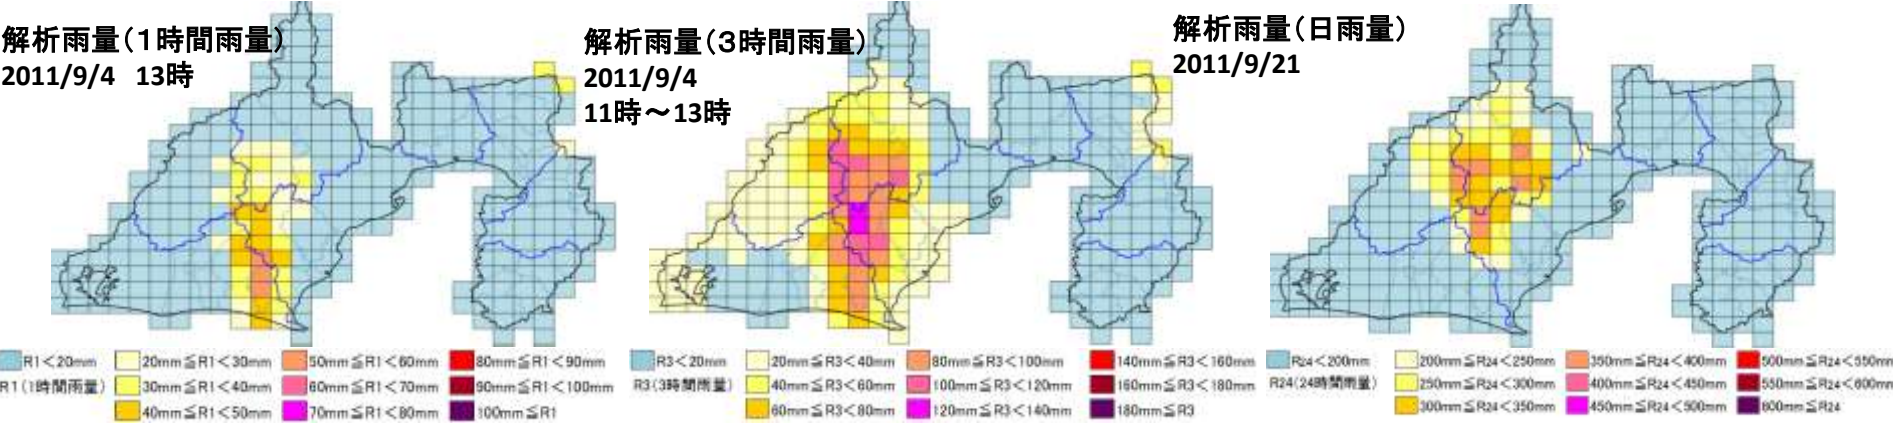 解析雨量(1時間雨量)
2011/9/4 13時
解析雨量(3時間雨量)
2011/9/4
11時～13時
解析雨量(日雨量)
2011/9/21
R1＜20mm
R1(1時間雨量)
20mm≦R1＜30mm
30mm≦R1＜40mm
40mm≦R1＜50mm
50mm≦R1＜60mm
60mm≦R1＜70mm
70mm≦R1＜80mm
80mm≦R1＜90mm
90mm≦R1＜100mm
100mm≦R1
R3＜20mm
R3(3時間雨量)
20mm≦R3＜40mm
40mm≦R3＜60mm
60mm≦R3＜80mm
80mm≦R3＜100mm
100mm≦R3＜120mm
120mm≦R3＜140mm
140mm≦R3＜160mm
160mm≦R3＜180mm
180mm≦R3
R24＜200mm
R24(24時間雨量)
200mm≦R24＜250mm
250mm≦R24＜300mm
300mm≦R24＜350mm
350mm≦R24＜400mm
400mm≦R24＜450mm
450mm≦R24＜500mm
500mm≦R24＜550mm
550mm≦R24＜600mm
600mm≦R24